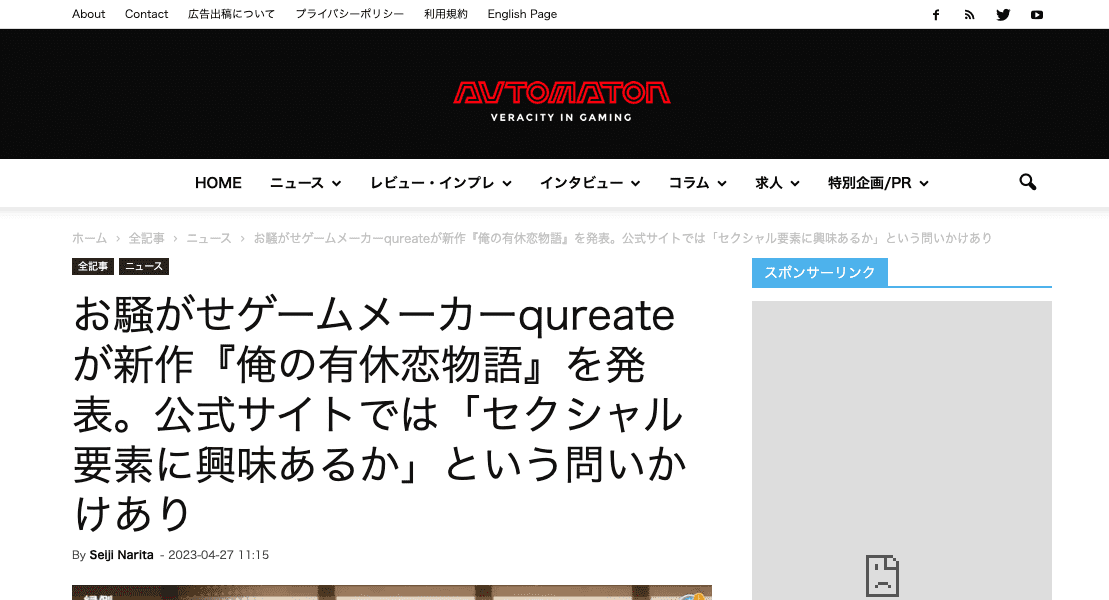 About Contact 広告出稿について プライバシーポリシー 利用規約 English Page
AVTOMATON
VERACITY IN GAMING
HOME ニュース レビュー・インプレ インタビュー コラム 求人 特別企画/PR
ホーム › 全記事 › ニュース › お騒がせゲームメーカーqureateが新作『俺の有休恋物語』を発表。公式サイトでは「セクシャル要素に興味あるか」という問いかけあり
全記事 ニュース
スポンサーリンク
お騒がせゲームメーカーqureate
が新作『俺の有休恋物語』を発
表。公式サイトでは「セクシャル
要素に興味あるか」という問いか
けあり
By Seiji Narita - 2023-04-27 11:15